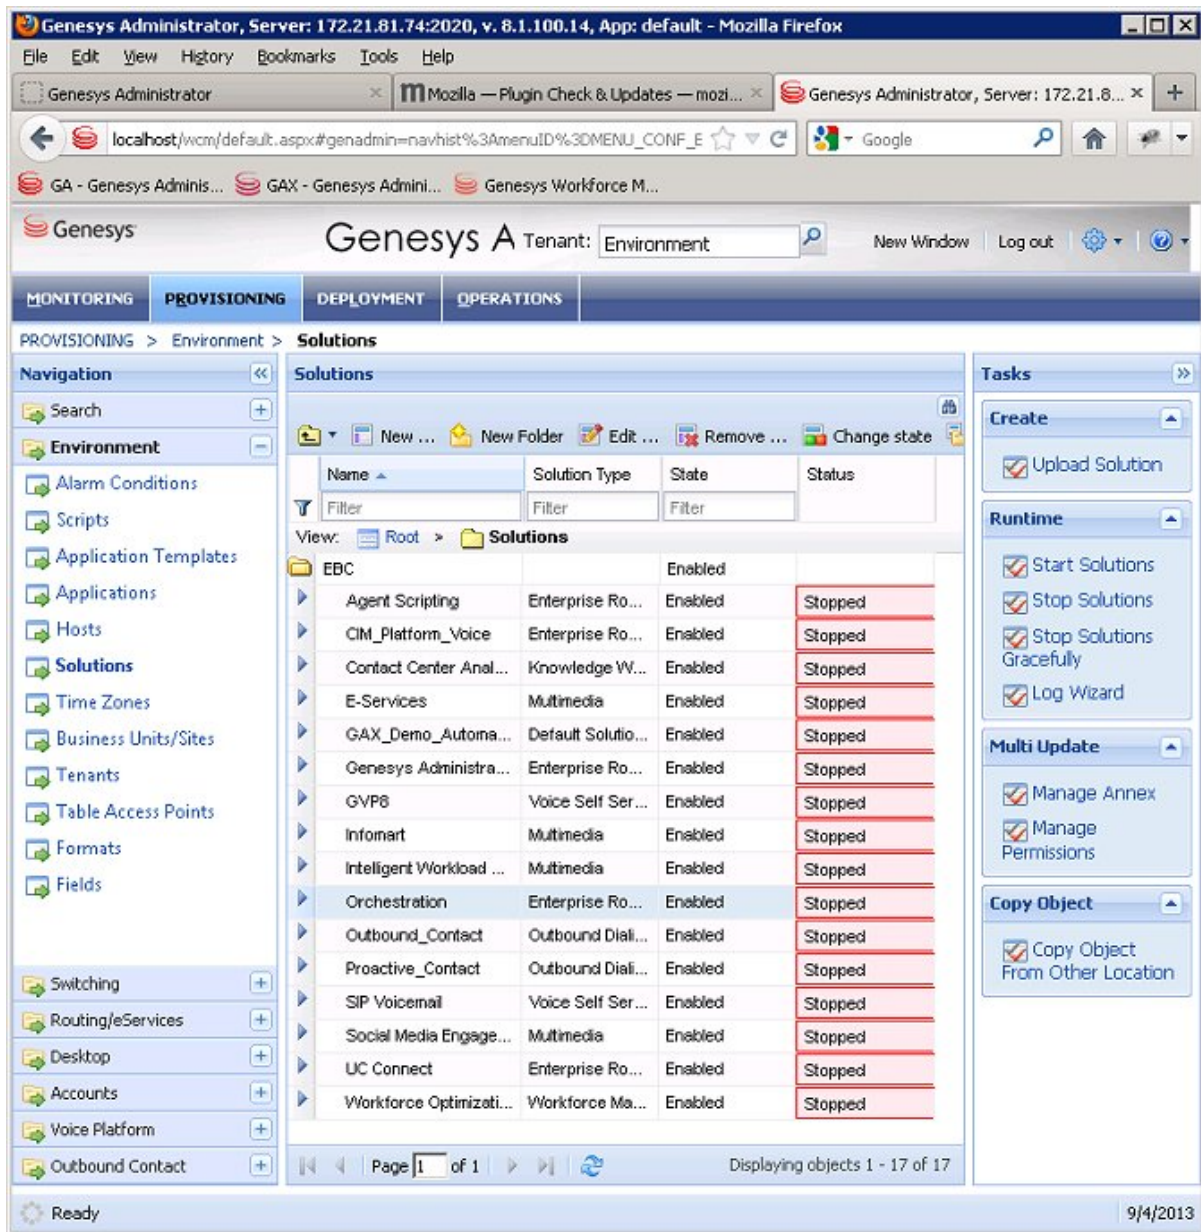 Genesys Administrator, Server: 172.21.81.74:2020, v. 8.1.100.14, App: default - Mozilla Firefox
File Edit View History Bookmarks Tools Help
Genesys Administrator × m Mozilla — Plugin Check & Updates — mozi... × Genesys Administrator, Server: 172.21.8... × +
localhost/wcm/default.aspx#genadmin=navhist%3AmenuID%3DMENU_CONF_E Google
GA - Genesys Adminis... GAX - Genesys Admini... Genesys Workforce M...
Genesys Genesys A Tenant: Environment New Window Log out
MONITORING PROVISIONING DEPLOYMENT OPERATIONS
PROVISIONING > Environment > Solutions
Navigation
Search
Environment
Alarm Conditions
Scripts
Application Templates
Applications
Hosts
Solutions
Time Zones
Business Units/Sites
Tenants
Table Access Points
Formats
Fields
Switching
Routing/eServices
Desktop
Accounts
Voice Platform
Outbound Contact
Solutions
New ... New Folder Edit ... Remove ... Change state
Name Solution Type State Status
Filter Filter Filter
View: Root > Solutions
EBC Enabled
Agent Scripting Enterprise Ro... Enabled Stopped
CIM_Platform_Voice Enterprise Ro... Enabled Stopped
Contact Center Anal... Knowledge W... Enabled Stopped
E-Services Multimedia Enabled Stopped
GAX_Demo_Automa... Default Solutio... Enabled Stopped
Genesys Administra... Enterprise Ro... Enabled Stopped
GVP8 Voice Self Ser... Enabled Stopped
Infomart Multimedia Enabled Stopped
Intelligent Workload ... Multimedia Enabled Stopped
Orchestration Enterprise Ro... Enabled Stopped
Outbound_Contact Outbound Diali... Enabled Stopped
Proactive_Contact Outbound Diali... Enabled Stopped
SIP Voicemail Voice Self Ser... Enabled Stopped
Social Media Engage... Multimedia Enabled Stopped
UC Connect Enterprise Ro... Enabled Stopped
Workforce Optimizati... Workforce Ma... Enabled Stopped
Page 1 of 1 Displaying objects 1 - 17 of 17
Tasks
Create
Upload Solution
Runtime
Start Solutions
Stop Solutions
Stop Solutions
Gracefully
Log Wizard
Multi Update
Manage Annex
Manage
Permissions
Copy Object
Copy Object
From Other Location
Ready 9/4/2013